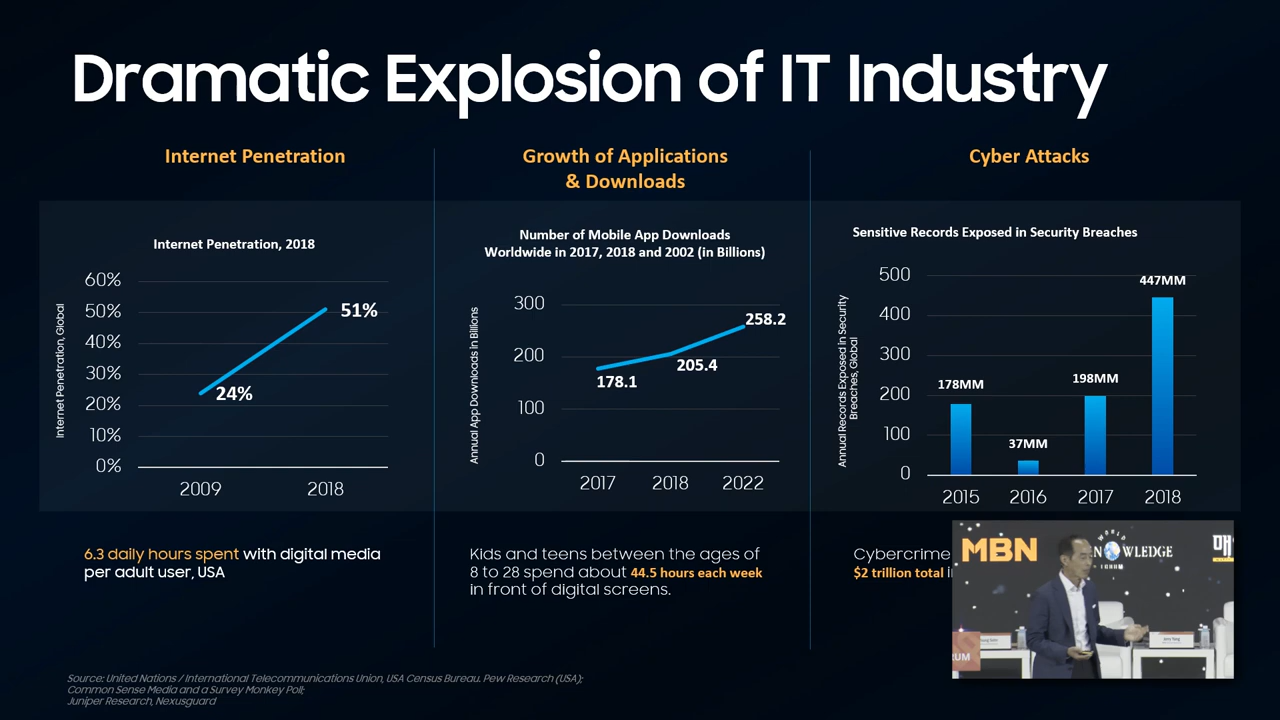 Dramatic Explosion of IT Industry
Internet Penetration
Internet Penetration, 2018
Internet Penetration, Global
60%
50%
40%
30%
20%
10%
0%
51%
24%
2009
2018
6.3 daily hours spent with digital media
per adult user, USA
Growth of Applications
& Downloads
Number of Mobile App Downloads
Worldwide in 2017, 2018 and 2002 (in Billions)
Annual App Downloads in Billions
300
200
100
0
178.1
205.4
258.2
2017
2018
2022
Kids and teens between the ages of
8 to 28 spend about 44.5 hours each week
in front of digital screens.
Cyber Attacks
Sensitive Records Exposed in Security Breaches
Annual Records Exposed in Security
Breaches, Global
500
400
300
200
100
0
178MM
37MM
198MM
447MM
2015
2016
2017
2018
Cybercrime
$2 trillion total
MBN
WORLD
WLEDGE
FORUM
매
RUM
Source: United Nations / International Telecommunications Union, USA Census Bureau. Pew Research (USA);
Common Sense Media and a Survey Monkey Poll;
Juniper Research, Nexusguard